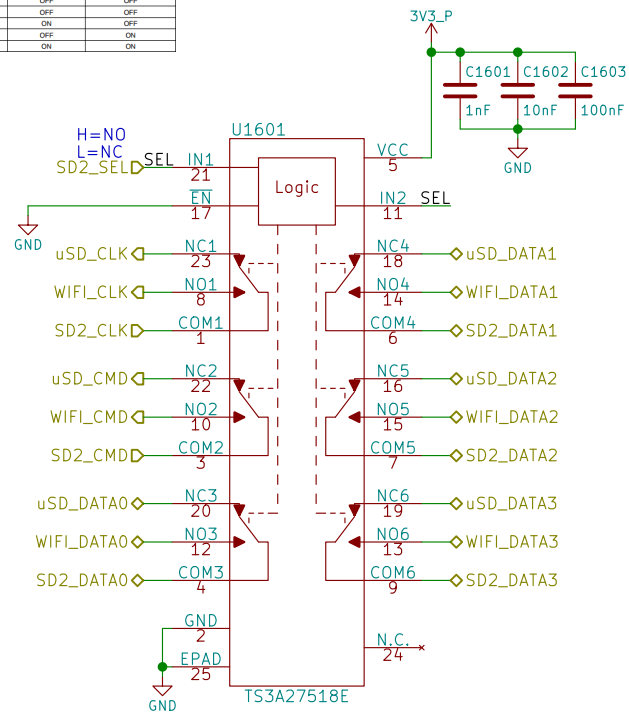 OFF OFF
OFF OFF
ON OFF
OFF ON
ON ON
3V3_P
C1601 C1602 C1603
1nF 10nF 100nF
GND
H=NO
L=NC
U1601
SD2_SEL SEL IN1 21
Logic
VCC 5
EN 17
IN2 SEL 11
GND
uSD_CLK NC1 23
NC4 18 uSD_DATA1
WIFI_CLK NO1 8
NO4 14 WIFI_DATA1
SD2_CLK COM1 1
COM4 6 SD2_DATA1
uSD_CMD NC2 22
NC5 16 uSD_DATA2
WIFI_CMD NO2 10
NO5 15 WIFI_DATA2
SD2_CMD COM2 3
COM5 7 SD2_DATA2
uSD_DATA0 NC3 20
NC6 19 uSD_DATA3
WIFI_DATA0 NO3 12
NO6 13 WIFI_DATA3
SD2_DATA0 COM3 4
COM6 9 SD2_DATA3
GND 2
N.C. 24
EPAD 25
GND
TS3A27518E